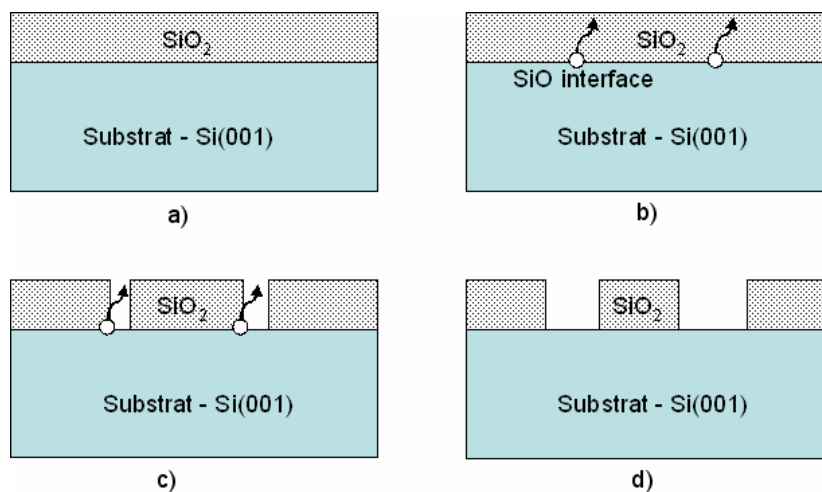 SiO₂
Substrat - Si(001)
a)
SiO₂
SiO interface
Substrat - Si(001)
b)
SiO₂
Substrat - Si(001)
c)
SiO₂
Substrat - Si(001)
d)